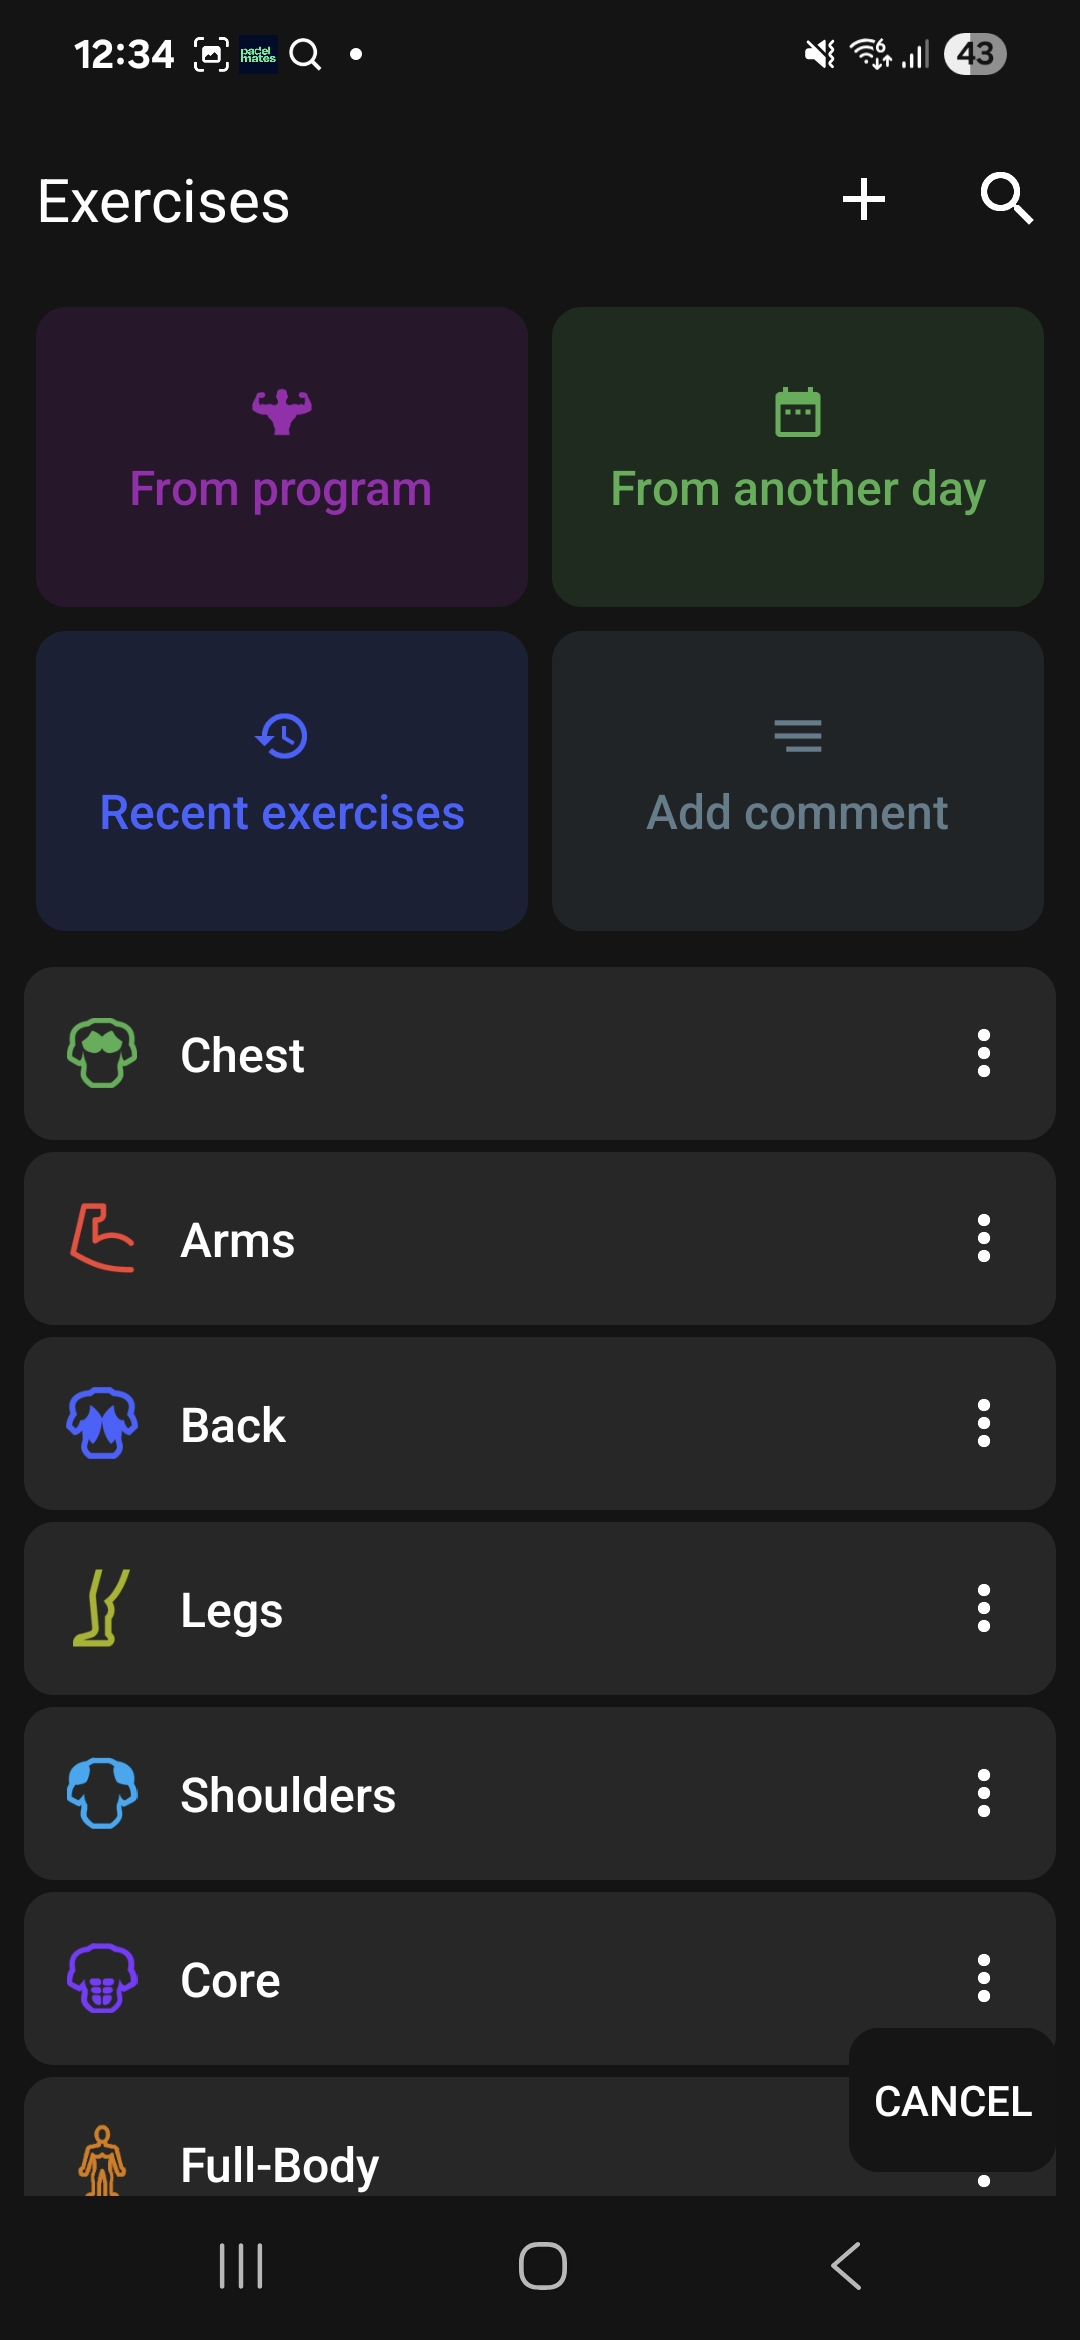 12:34
padel
mates
6
43
Exercises
From program
From another day
Recent exercises
Add comment
Chest
Arms
Back
Legs
Shoulders
Core
CANCEL
Full-Body